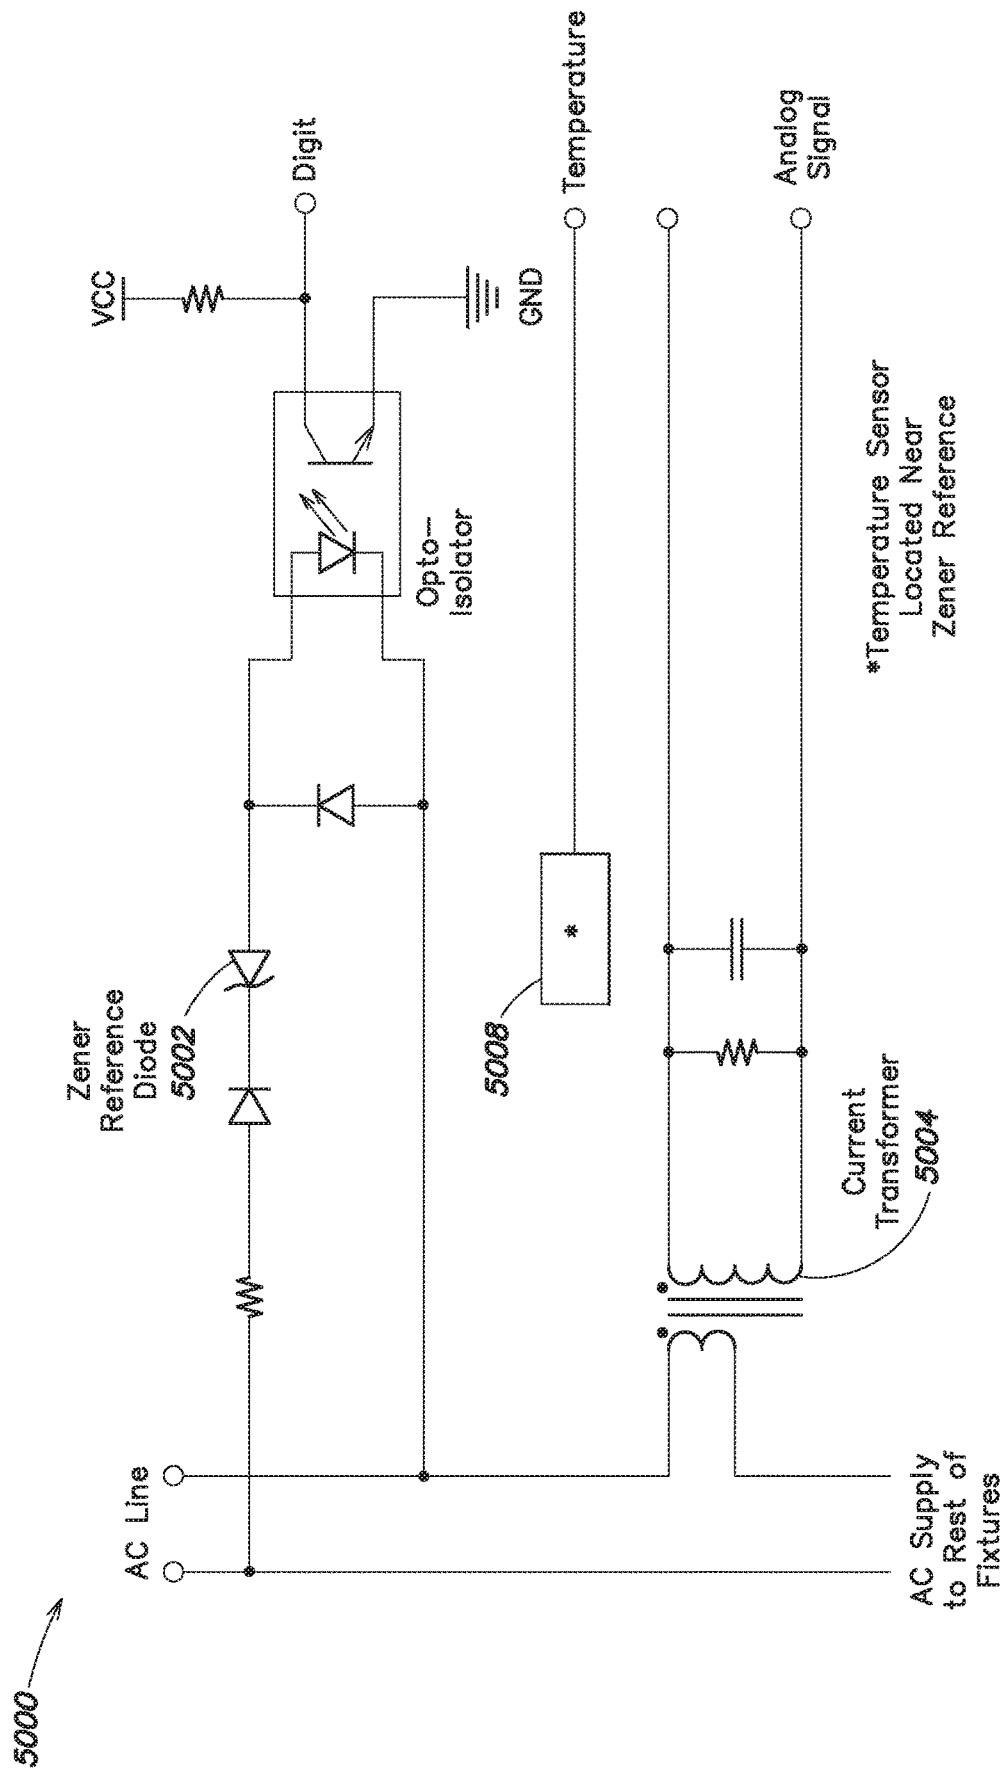 5000
AC Line
Zener
Reference
Diode
5002
VCC
Digit
Opto-
Isolator
GND
5008
*
Temperature
Current
Transformer
5004
Analog
Signal
AC Supply
to Rest of
Fixtures
*Temperature Sensor
Located Near
Zener Reference